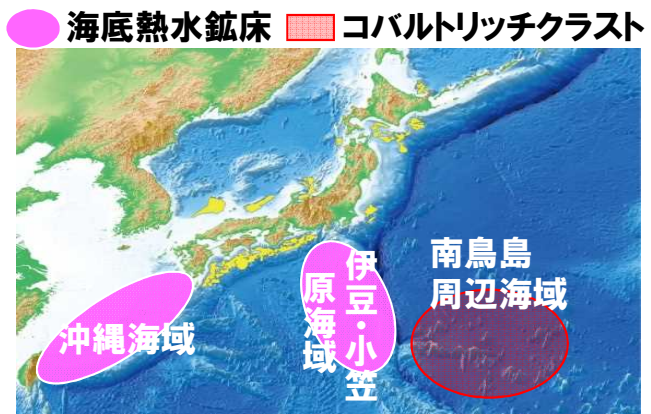 海底熱水鉱床 コバルトリッチクラスト
南鳥島
周辺海域
伊豆・小笠
原海域
沖縄海域